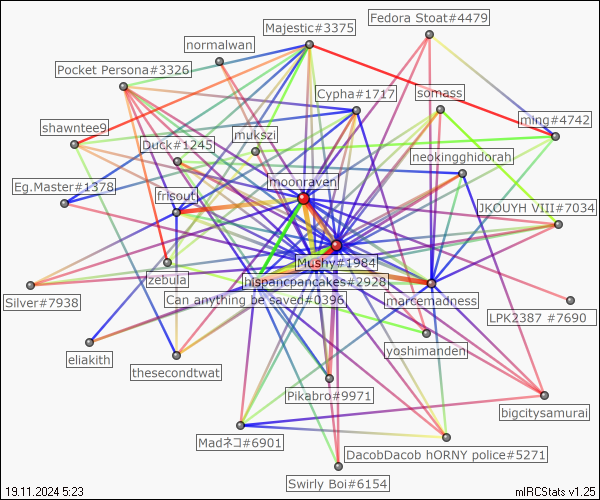 Fedora Stoat#4479
Majestic#3375
normalwan
Pocket Persona#3326
Cypha#1717
somass
ming#4742
shawntee9
mukszi
Duck#1245
neokingghidorah
moonraven
Eg.Master#1378
frisout
JKOUYH VIII#7034
Mushy#1984
zebula
hispancpancakes#2928
Silver#7938
Can anything be saved#0396
marcemadness
LPK2387 #7690
eliakith
yoshimanden
thesecondtwat
Pikabro#9971
bigcitysamurai
Madネコ#6901
DacobDacob hORNY police#5271
Swirly Boi#6154
19.11.2024 5:23
mIRCStats v1.25